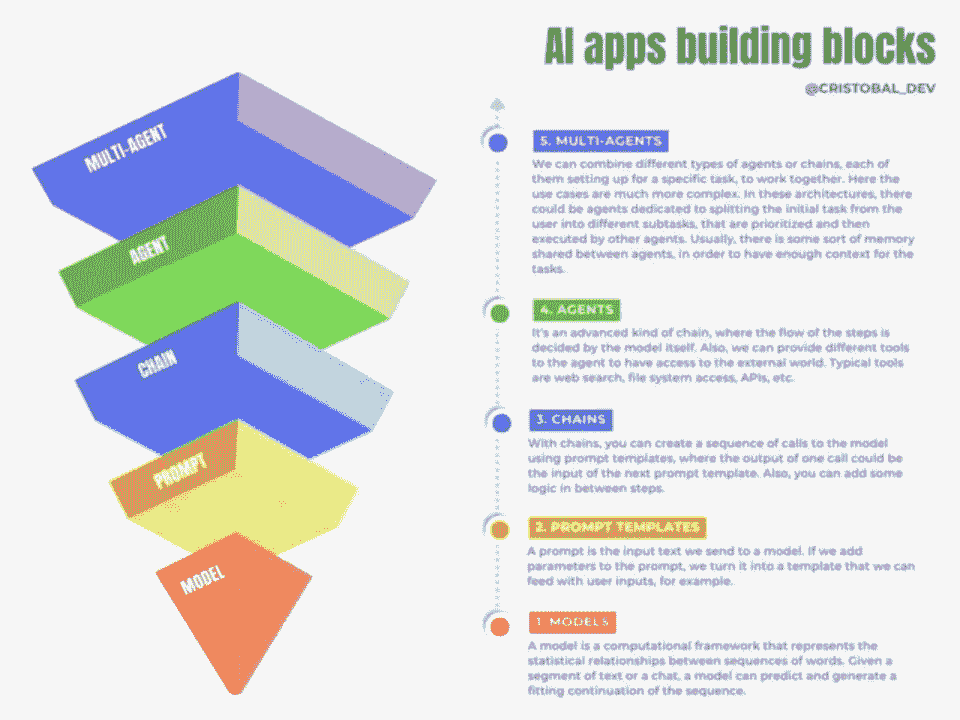 AI apps building blocks
@CRISTOBAL_DEV
MULTI-AGENT
AGENT
CHAIN
PROMPT
MODEL
5. MULTI-AGENTS
We can combine different types of agents or chains, each of
them setting up for a specific task, to work together. Here the
use cases are much more complex. In these architectures, there
could be agents dedicated to splitting the initial task from the
user into different subtasks, that are prioritized and then
executed by other agents. Usually, there is some sort of memory
shared between agents, in order to have enough context for the
tasks.
4. AGENTS
It's an advanced kind of chain, where the flow of the steps is
decided by the model itself. Also, we can provide different tools
to the agent to have access to the external world. Typical tools
are web search, file system access, APIs, etc.
3. CHAINS
With chains, you can create a sequence of calls to the model
using prompt templates, where the output of one call could be
the input of the next prompt template. Also, you can add some
logic in between steps.
2. PROMPT TEMPLATES
A prompt is the input text we send to a model. If we add
parameters to the prompt, we turn it into a template that we can
feed with user inputs, for example.
1. MODELS
A model is a computational framework that represents the
statistical relationships between sequences of words. Given a
segment of text or a chat, a model can predict and generate a
fitting continuation of the sequence.